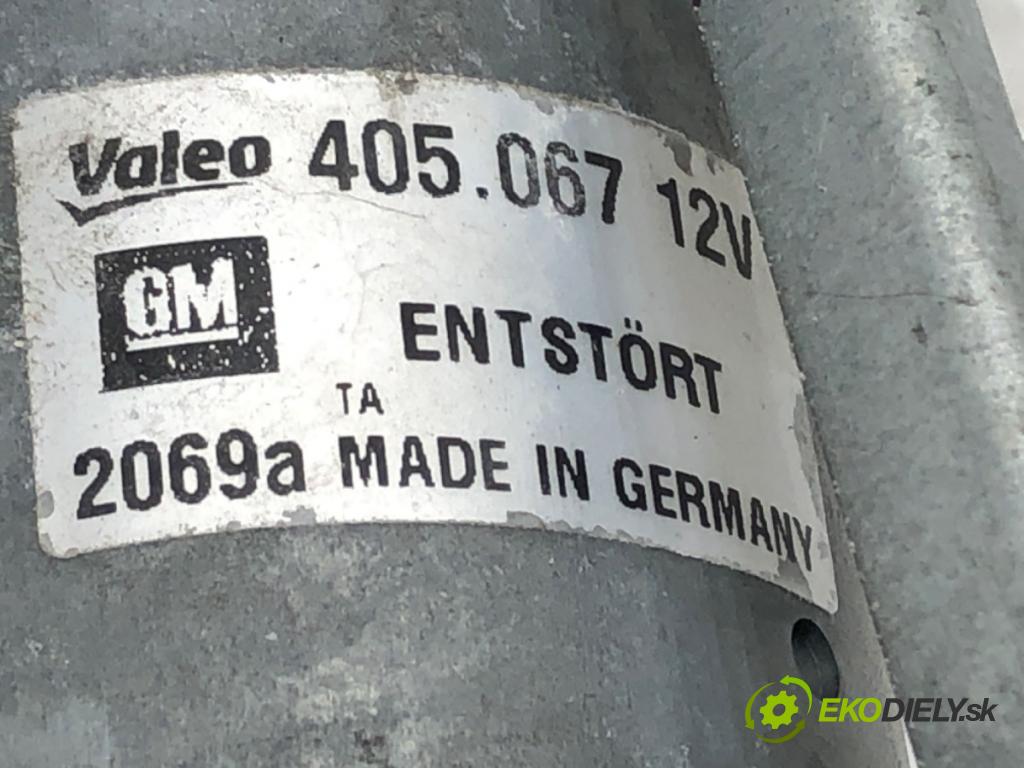 Valeo 405.067 12V
GM
ENTSTÖRT
TA
2069a MADE IN GERMANY
EKODIELY.sk